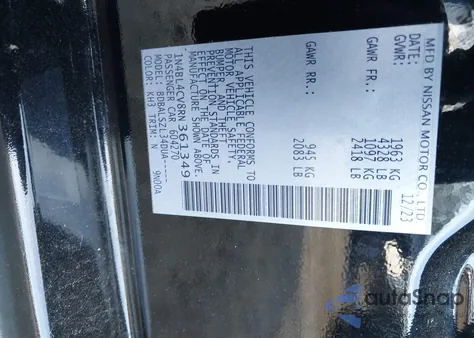 MFD BY NISSAN MOTOR CO., LTD.
12/23
GVWR: 1963 KG
4328 LB
GAWR FR.: 1097 KG
2418 LB
GAWR RR.: 945 KG
2083 LB
THIS VEHICLE CONFORMS TO
ALL APPLICABLE FEDERAL
MOTOR VEHICLE SAFETY,
BUMPER, AND THEFT
PREVENTION STANDARDS IN
EFFECT ON THE DATE OF
MANUFACTURE SHOWN ABOVE.
1N4BL4CV8RN361349
PASSENGER CAR 604270
MODEL: BDBALSZL34DUA-----
COLOR: KH3 TRIM: N 9N00A
autoSnap